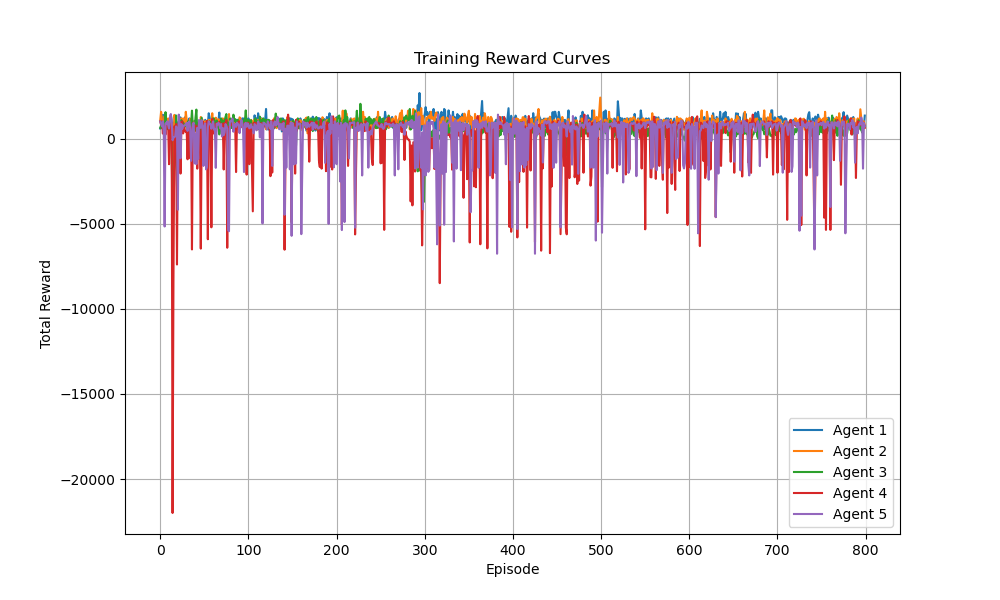 Training Reward Curves
0
−5000
−10000
−15000
−20000
Total Reward
0 100 200 300 400 500 600 700 800
Episode
Agent 1
Agent 2
Agent 3
Agent 4
Agent 5